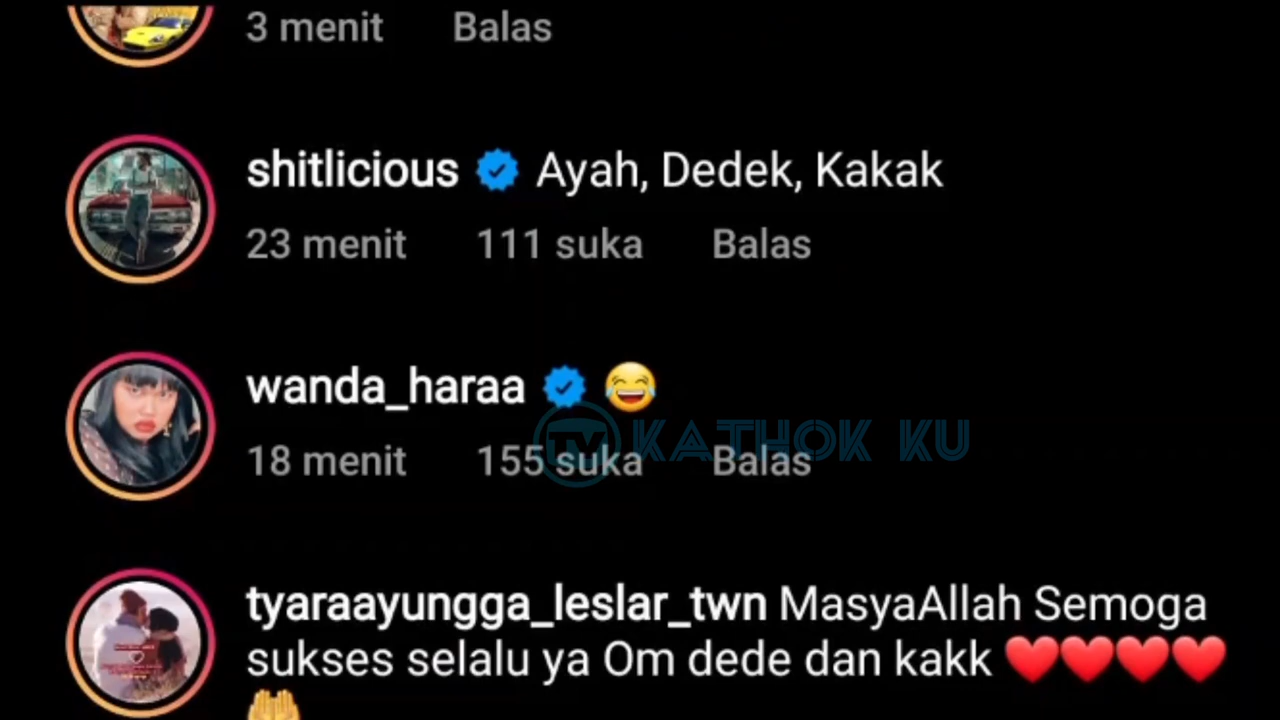 3 menit Balas
shitlicious Ayah, Dedek, Kakak
23 menit 111 suka Balas
wanda_haraa 😂
TV KATHOK KU
18 menit 155 suka Balas
tyaraayungga_leslar_twn MasyaAllah Semoga
sukses selalu ya Om dede dan kakk ❤️❤️❤️❤️
🤲